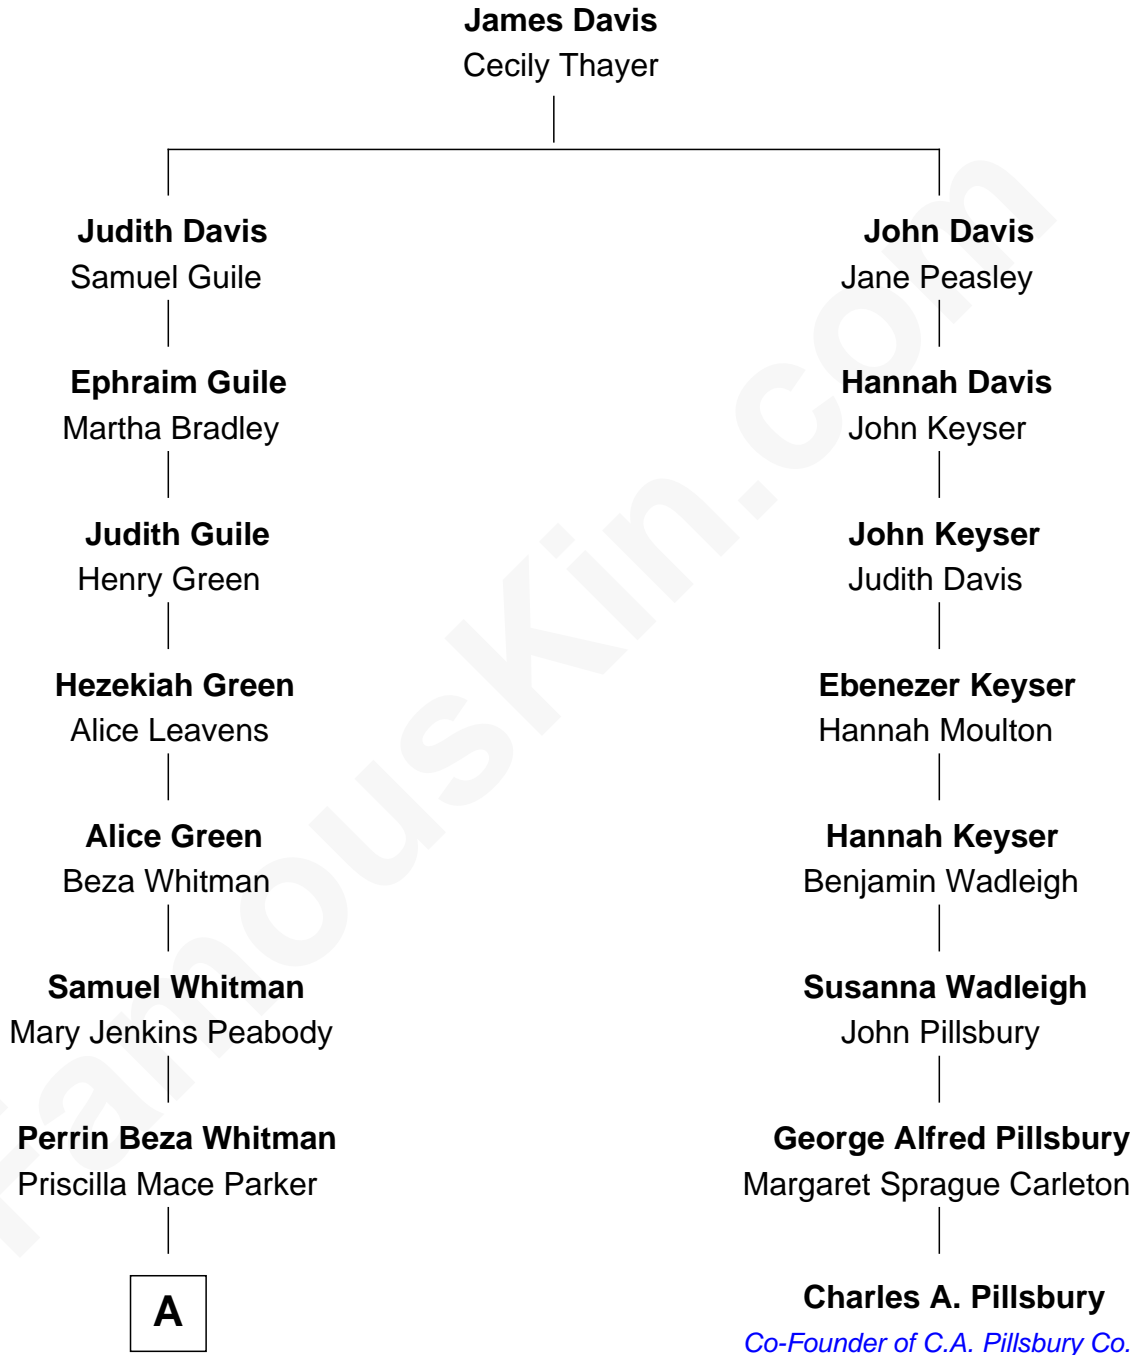 James Davis
Cecily Thayer
Judith Davis
Samuel Guile
John Davis
Jane Peasley
Ephraim Guile
Martha Bradley
Hannah Davis
John Keyser
Judith Guile
Henry Green
John Keyser
Judith Davis
Hezekiah Green
Alice Leavens
Ebenezer Keyser
Hannah Moulton
Alice Green
Beza Whitman
Hannah Keyser
Benjamin Wadleigh
Samuel Whitman
Mary Jenkins Peabody
Susanna Wadleigh
John Pillsbury
Perrin Beza Whitman
Priscilla Mace Parker
George Alfred Pillsbury
Margaret Sprague Carleton
A
Charles A. Pillsbury
Co-Founder of C.A. Pillsbury Co.
FamousKin.com